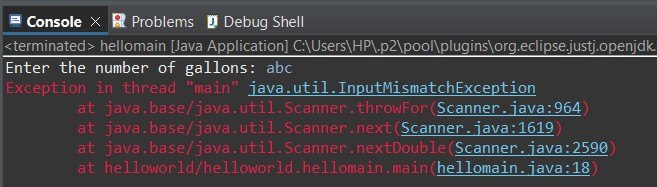 Console Problems Debug Shell
<terminated> hellomain [Java Application] C:\Users\HP\.p2\pool\plugins\org.eclipse.justj.openjdk.
Enter the number of gallons: abc
Exception in thread "main" java.util.InputMismatchException
at java.base/java.util.Scanner.throwFor(Scanner.java:964)
at java.base/java.util.Scanner.next(Scanner.java:1619)
at java.base/java.util.Scanner.nextDouble(Scanner.java:2590)
at helloworld/helloworld.hellomain.main(hellomain.java:18)